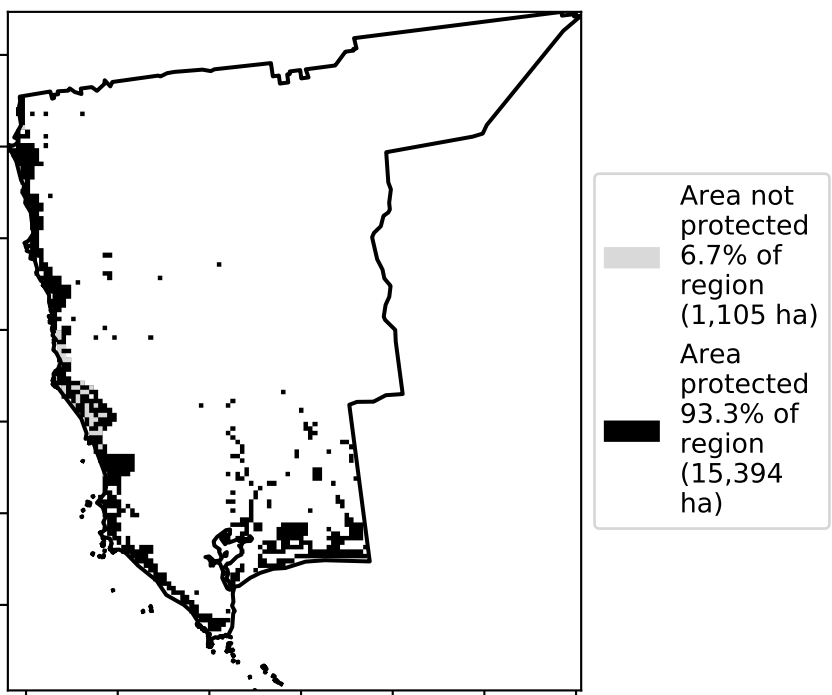 Area not
protected
6.7% of
region
(1,105 ha)
Area
protected
93.3% of
region
(15,394
ha)